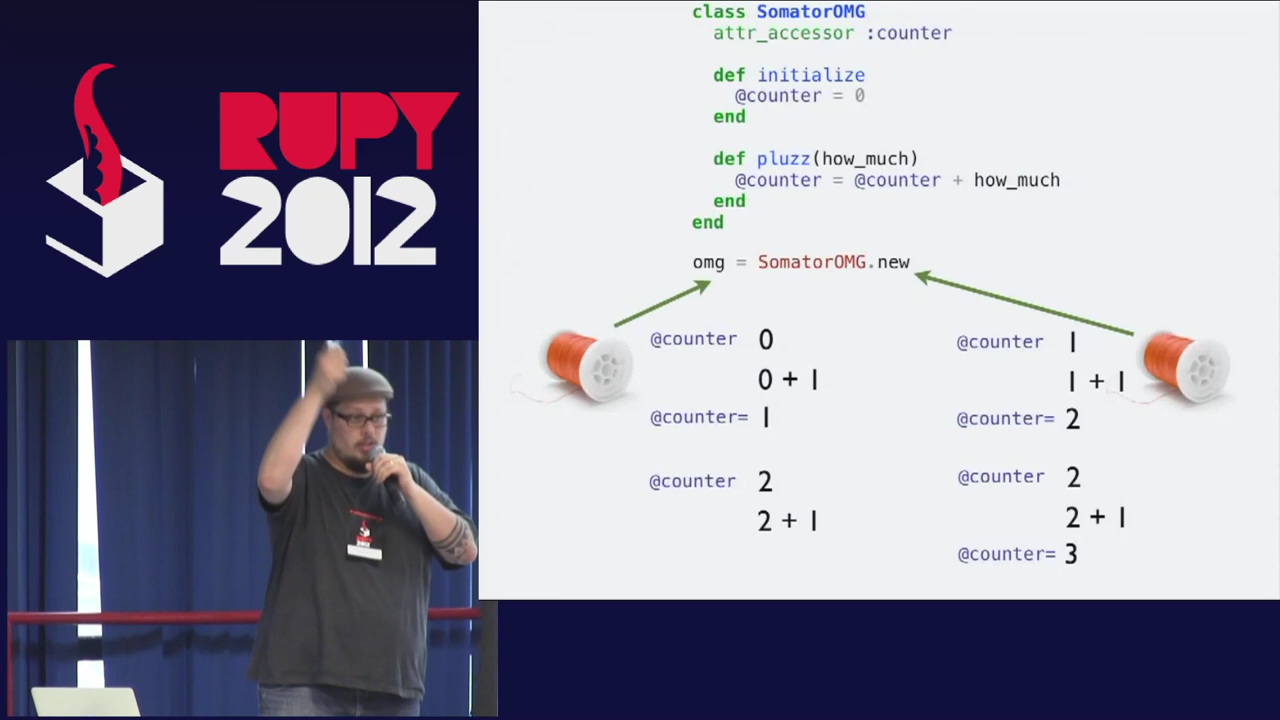 RUPY
2012
class SomatorOMG
attr_accessor :counter
def initialize
@counter = 0
end
def pluzz(how_much)
@counter = @counter + how_much
end
end
omg = SomatorOMG.new
@counter 0
0 + 1
@counter= 1
@counter 2
2 + 1
@counter 1
1 + 1
@counter= 2
@counter 2
2 + 1
@counter= 3